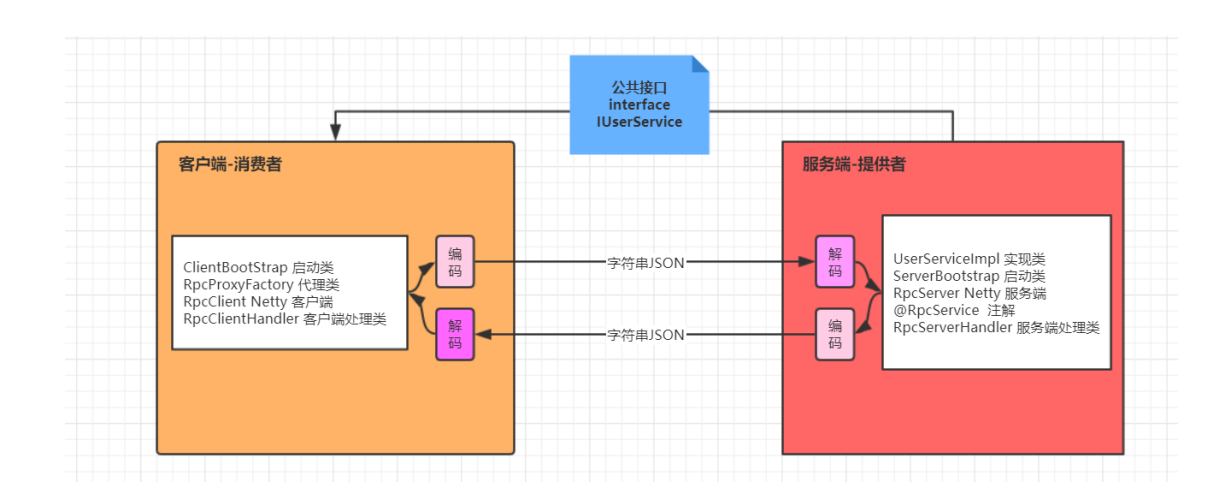 公共接口
interface
IUserService
客户端-消费者
ClientBootStrap 启动类
RpcProxyFactory 代理类
RpcClient Netty 客户端
RpcClientHandler 客户端处理类
编
码
解
码
字符串JSON
字符串JSON
服务端-提供者
解
码
编
码
UserServiceImpl 实现类
ServerBootstrap 启动类
RpcServer Netty 服务端
@RpcService 注解
RpcServerHandler 服务端处理类